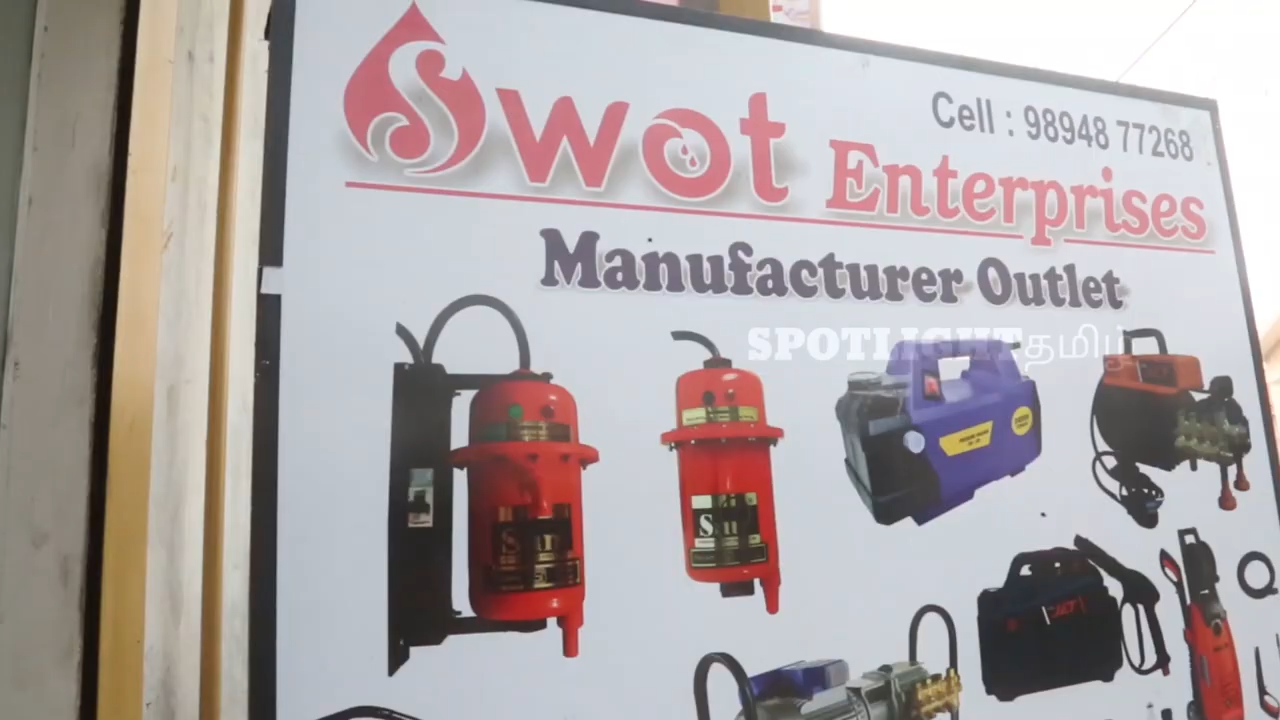 Cell : 98948 77268
Swot Enterprises
Manufacturer Outlet
SPOTLIGHTதமிழ்